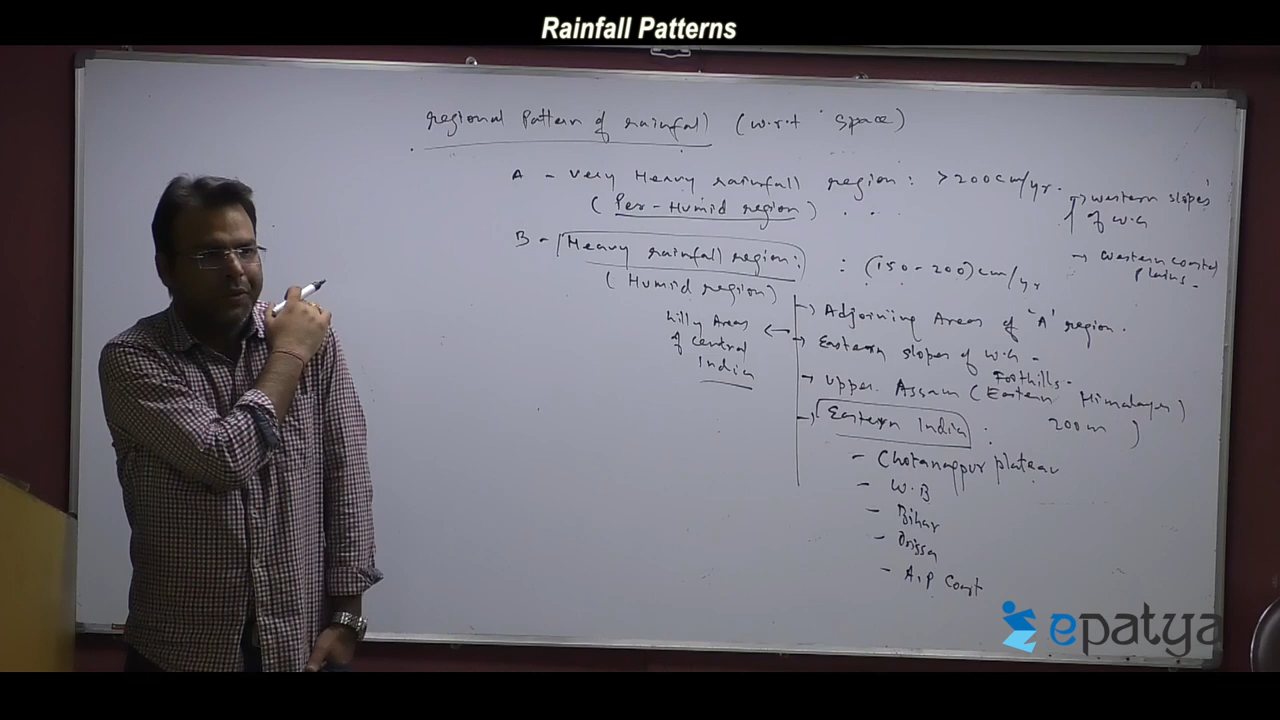 Rainfall Patterns
regional Pattern of rainfall (w.r.t space)
A - Very Heavy rainfall region : >200cm/yr.
(Per-Humid region)
→ western slopes
of W.G
→ western coastal
plains -
B - Heavy rainfall region : : (150-200)cm/yr
(Humid region)
hilly Areas
of central
India
→ Adjoining Areas of "A" region.
→ Eastern slopes of W.G -
→ Upper Assam (Eastern Himalayas)
Foothills -
200m )
→ Eastern India :
- Chotanagpur plateau
- W.B
- Bihar
- Orissa
- A.P Coast
epatya